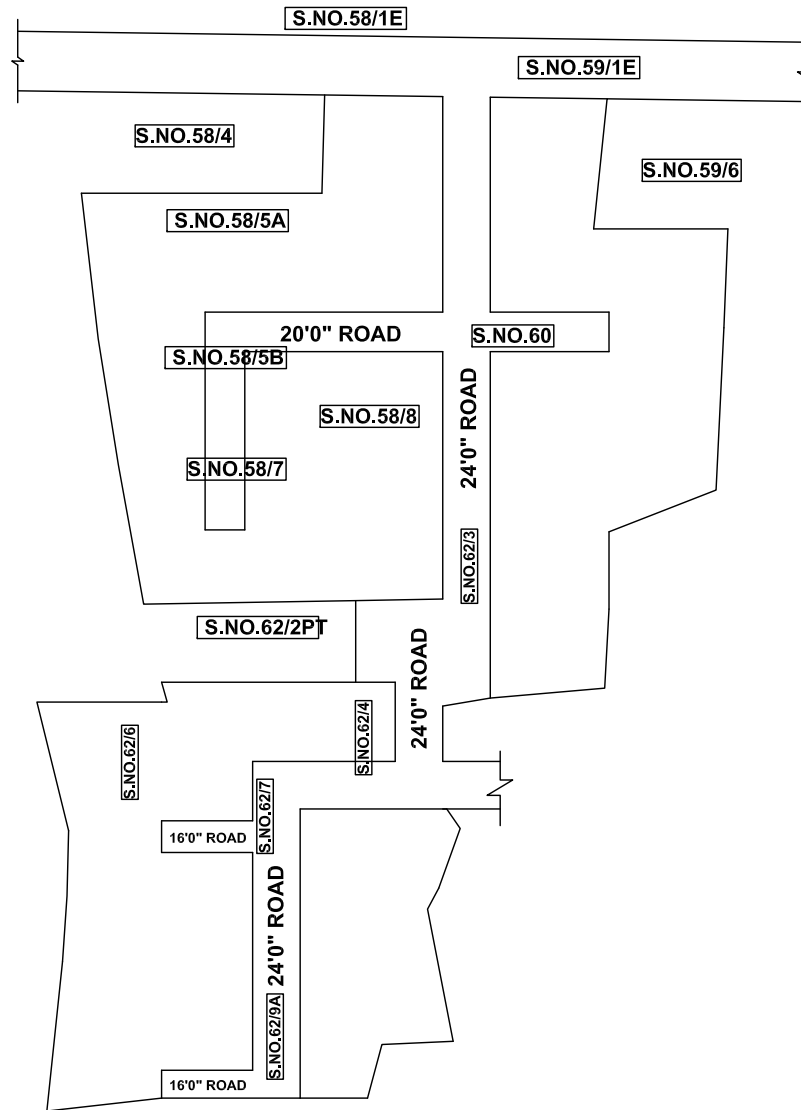 S.NO.58/1E
S.NO.59/1E
S.NO.58/4
S.NO.59/6
S.NO.58/5A
20'0" ROAD
S.NO.60
S.NO.58/5B
S.NO.58/8
24'0" ROAD
S.NO.58/7
S.NO.62/3
S.NO.62/2PT
24'0" ROAD
S.NO.62/4
S.NO.62/6
S.NO.62/7
16'0" ROAD
24'0" ROAD
S.NO.62/9A
16'0" ROAD